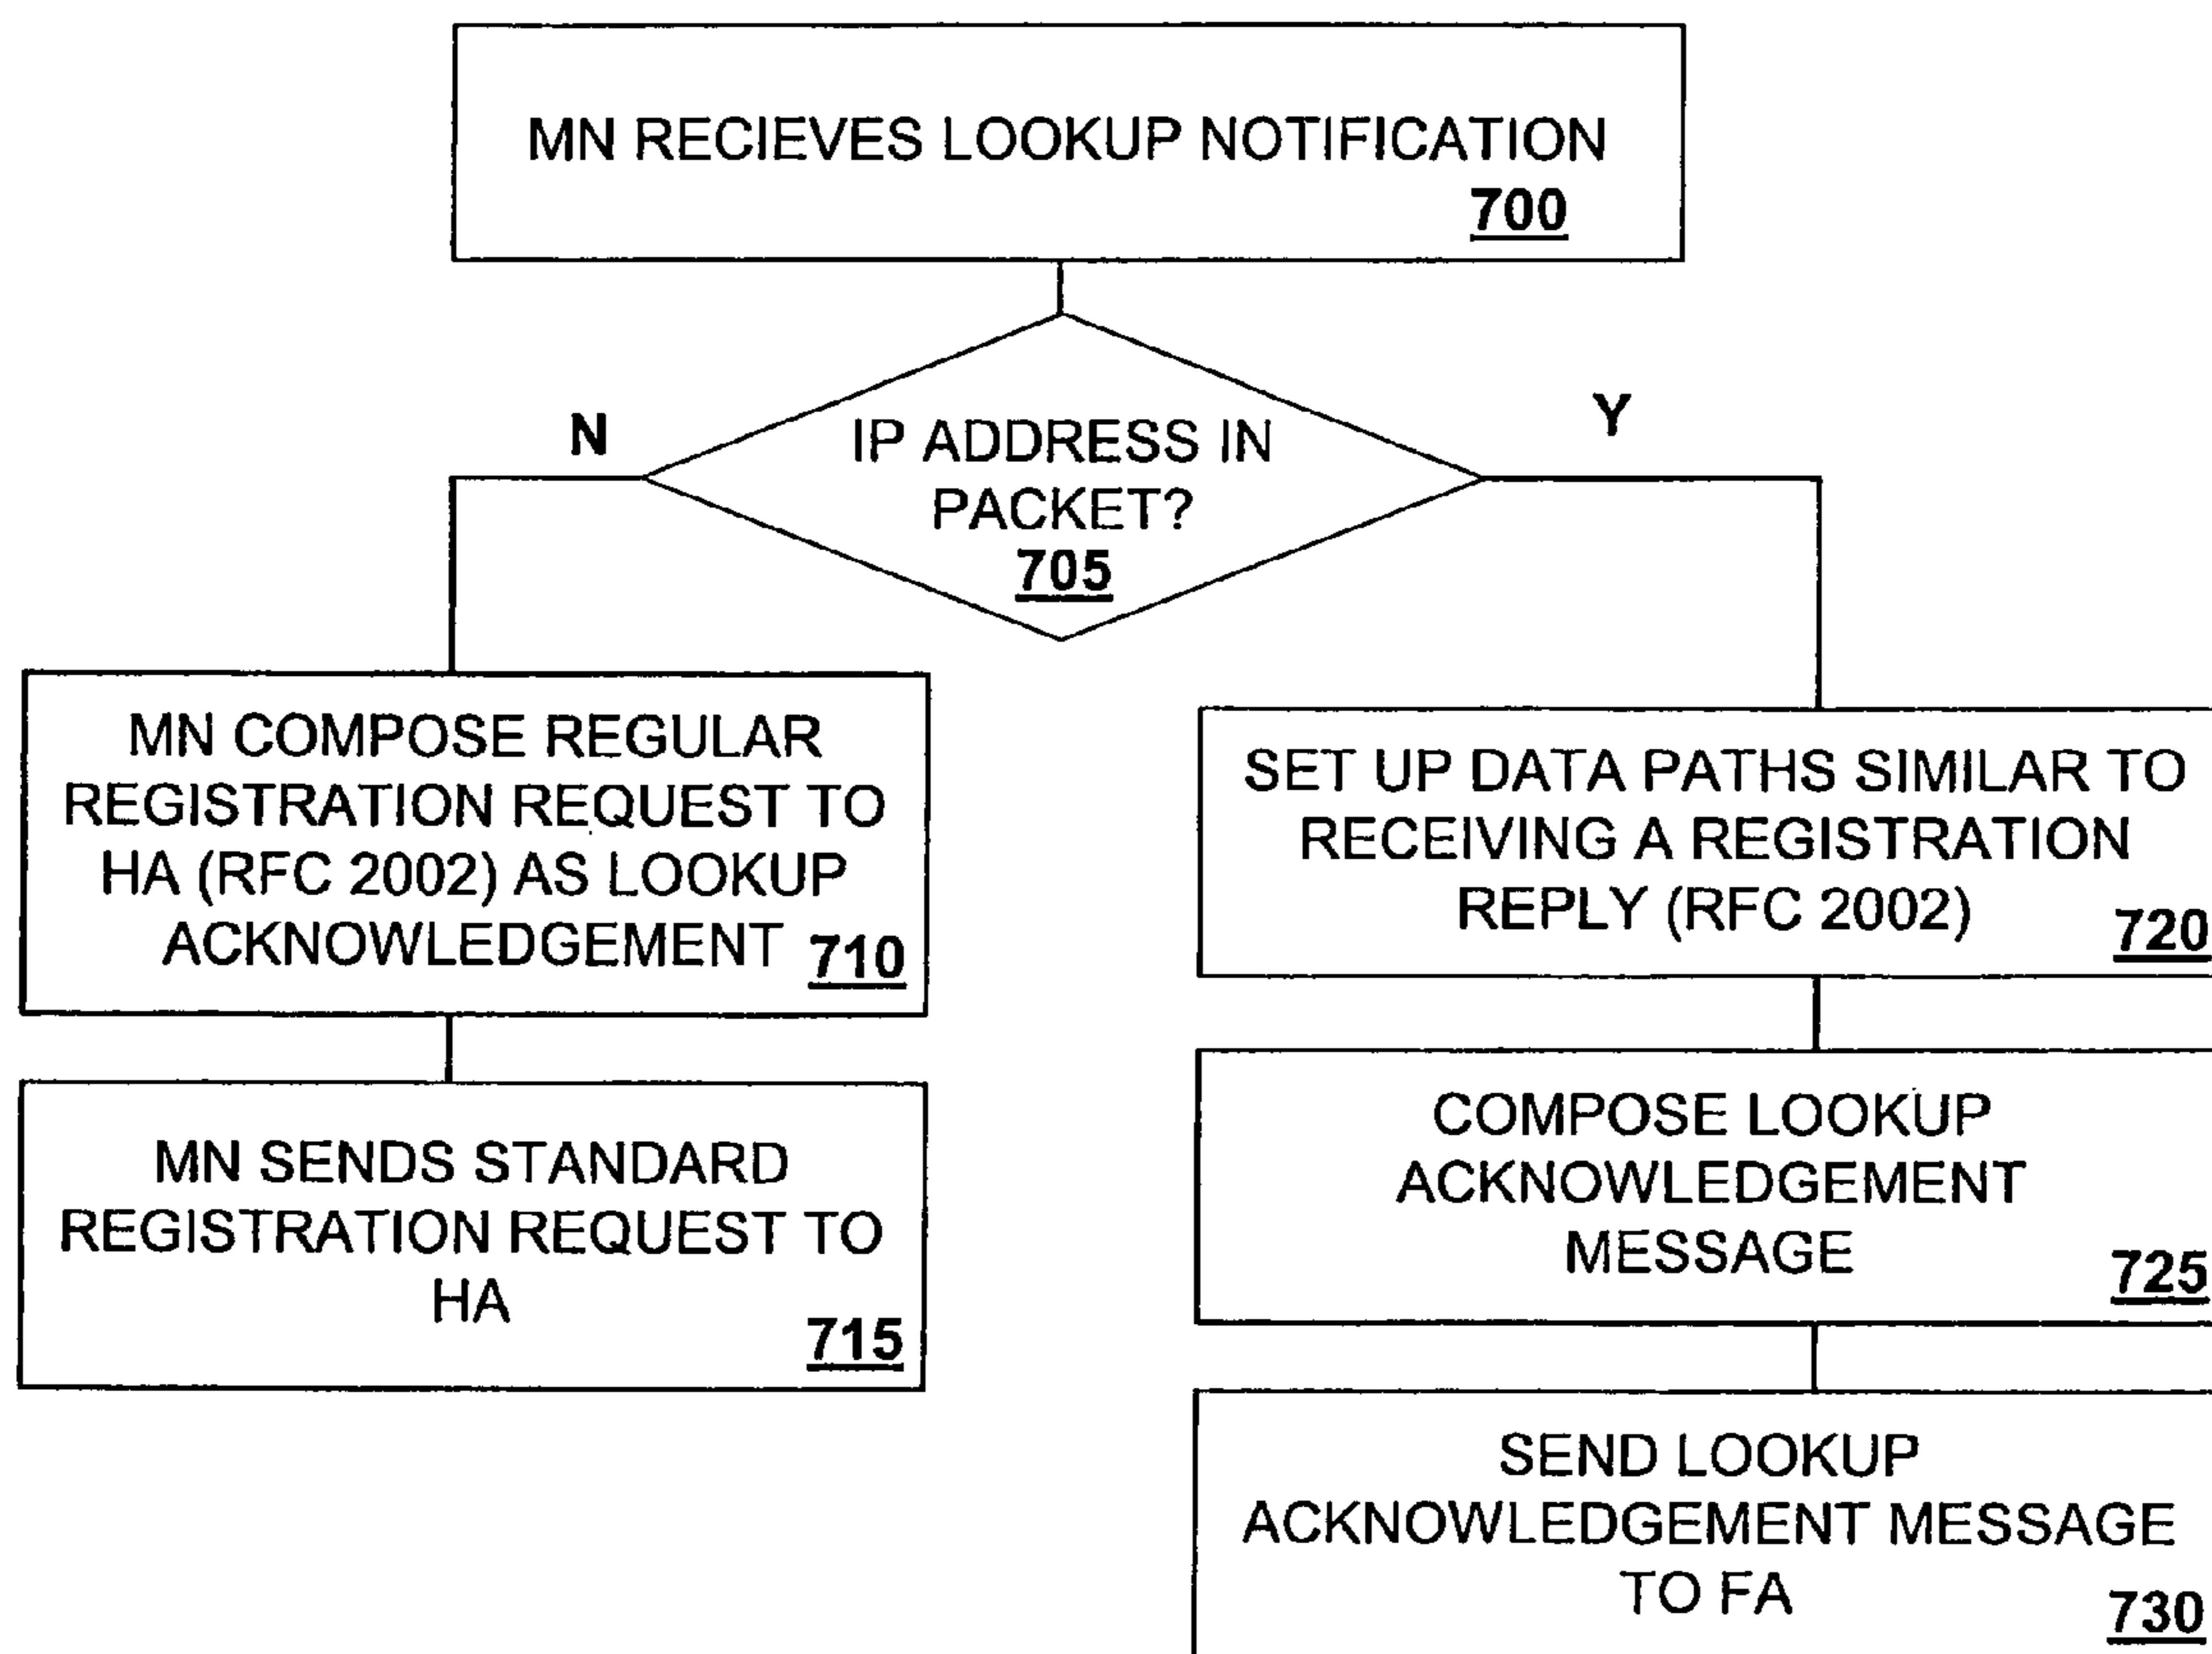 MN RECIEVES LOOKUP NOTIFICATION
700
N
Y
IP ADDRESS IN
PACKET?
705
MN COMPOSE REGULAR
REGISTRATION REQUEST TO
HA (RFC 2002) AS LOOKUP
ACKNOWLEDGEMENT 710
MN SENDS STANDARD
REGISTRATION REQUEST TO
HA
715
SET UP DATA PATHS SIMILAR TO
RECEIVING A REGISTRATION
REPLY (RFC 2002)
720
COMPOSE LOOKUP
ACKNOWLEDGEMENT
MESSAGE
725
SEND LOOKUP
ACKNOWLEDGEMENT MESSAGE
TO FA
730